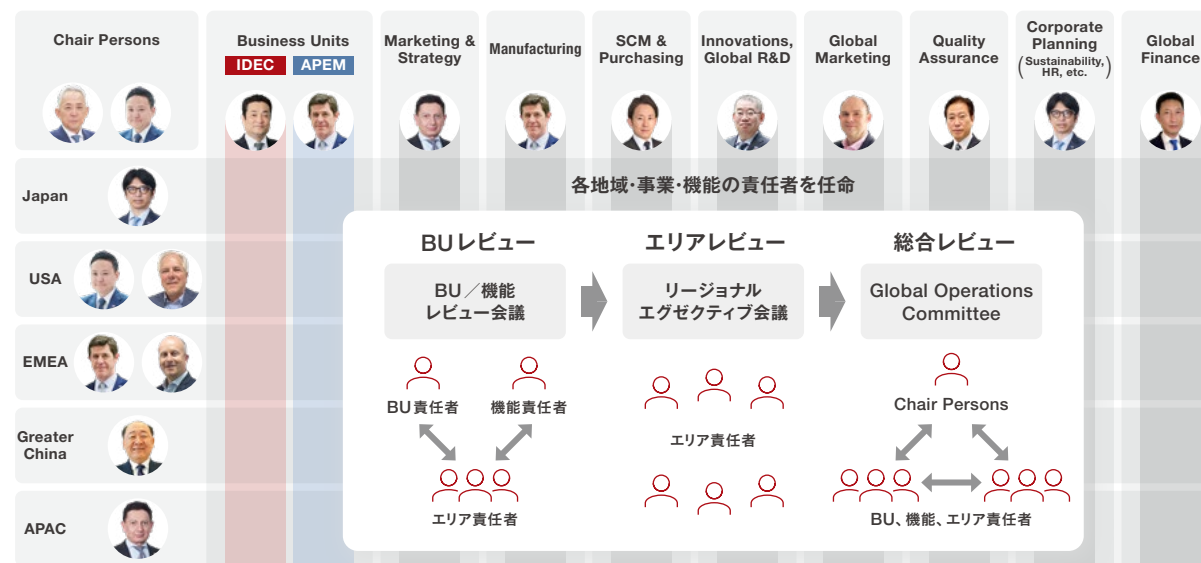 Chair Persons
Business Units
IDEC
APEM
Marketing &
Strategy
Manufacturing
SCM &
Purchasing
Innovations,
Global R&D
Global
Marketing
Quality
Assurance
Corporate
Planning
(Sustainability,
HR, etc.)
Global
Finance
Japan
USA
EMEA
Greater
China
APAC
各地域・事業・機能の責任者を任命
BUレビュー
BU／機能
レビュー会議
BU責任者
機能責任者
エリア責任者
エリアレビュー
リージョナル
エグゼクティブ会議
エリア責任者
総合レビュー
Global Operations
Committee
Chair Persons
BU、機能、エリア責任者